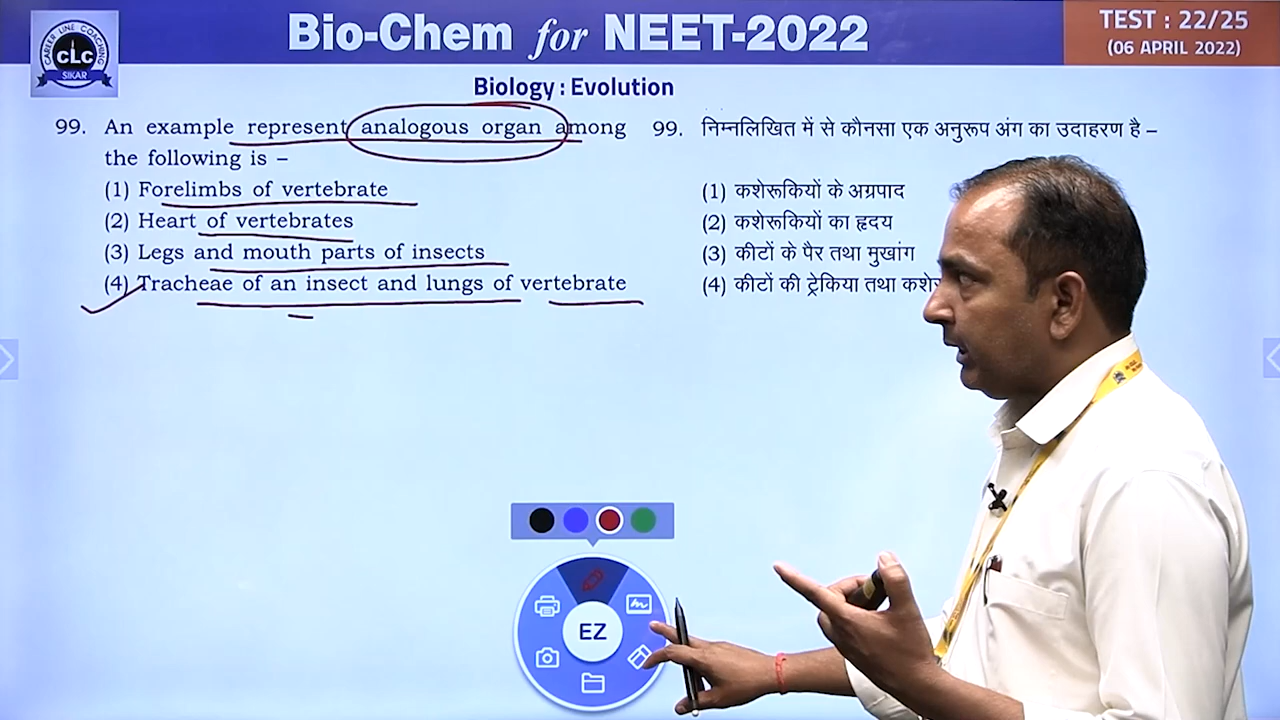 Bio-Chem for NEET-2022
TEST : 22/25
(06 APRIL 2022)
CAREER LINE COACHING
CLC
SIKAR
Biology : Evolution
99. An example represent analogous organ among
the following is –
(1) Forelimbs of vertebrate
(2) Heart of vertebrates
(3) Legs and mouth parts of insects
(4) Tracheae of an insect and lungs of vertebrate
99. निम्नलिखित में से कौनसा एक अनुरूप अंग का उदाहरण है –
(1) कशेरूकियों के अग्रपाद
(2) कशेरूकियों का हृदय
(3) कीटों के पैर तथा मुखांग
(4) कीटों की ट्रेकिया तथा
EZ